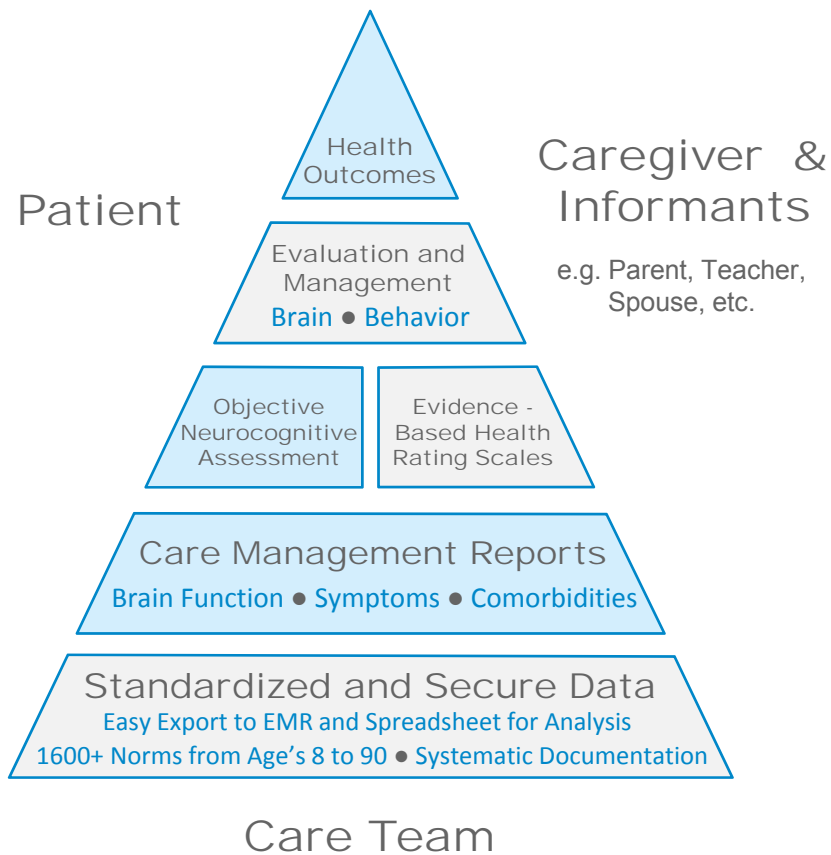 Health
Outcomes
Patient
Caregiver &
Informants
e.g. Parent, Teacher,
Spouse, etc.
Evaluation and
Management
Brain ● Behavior
Objective
Neurocognitive
Assessment
Evidence -
Based Health
Rating Scales
Care Management Reports
Brain Function ● Symptoms ● Comorbidities
Standardized and Secure Data
Easy Export to EMR and Spreadsheet for Analysis
1600+ Norms from Age's 8 to 90 ● Systematic Documentation
Care Team